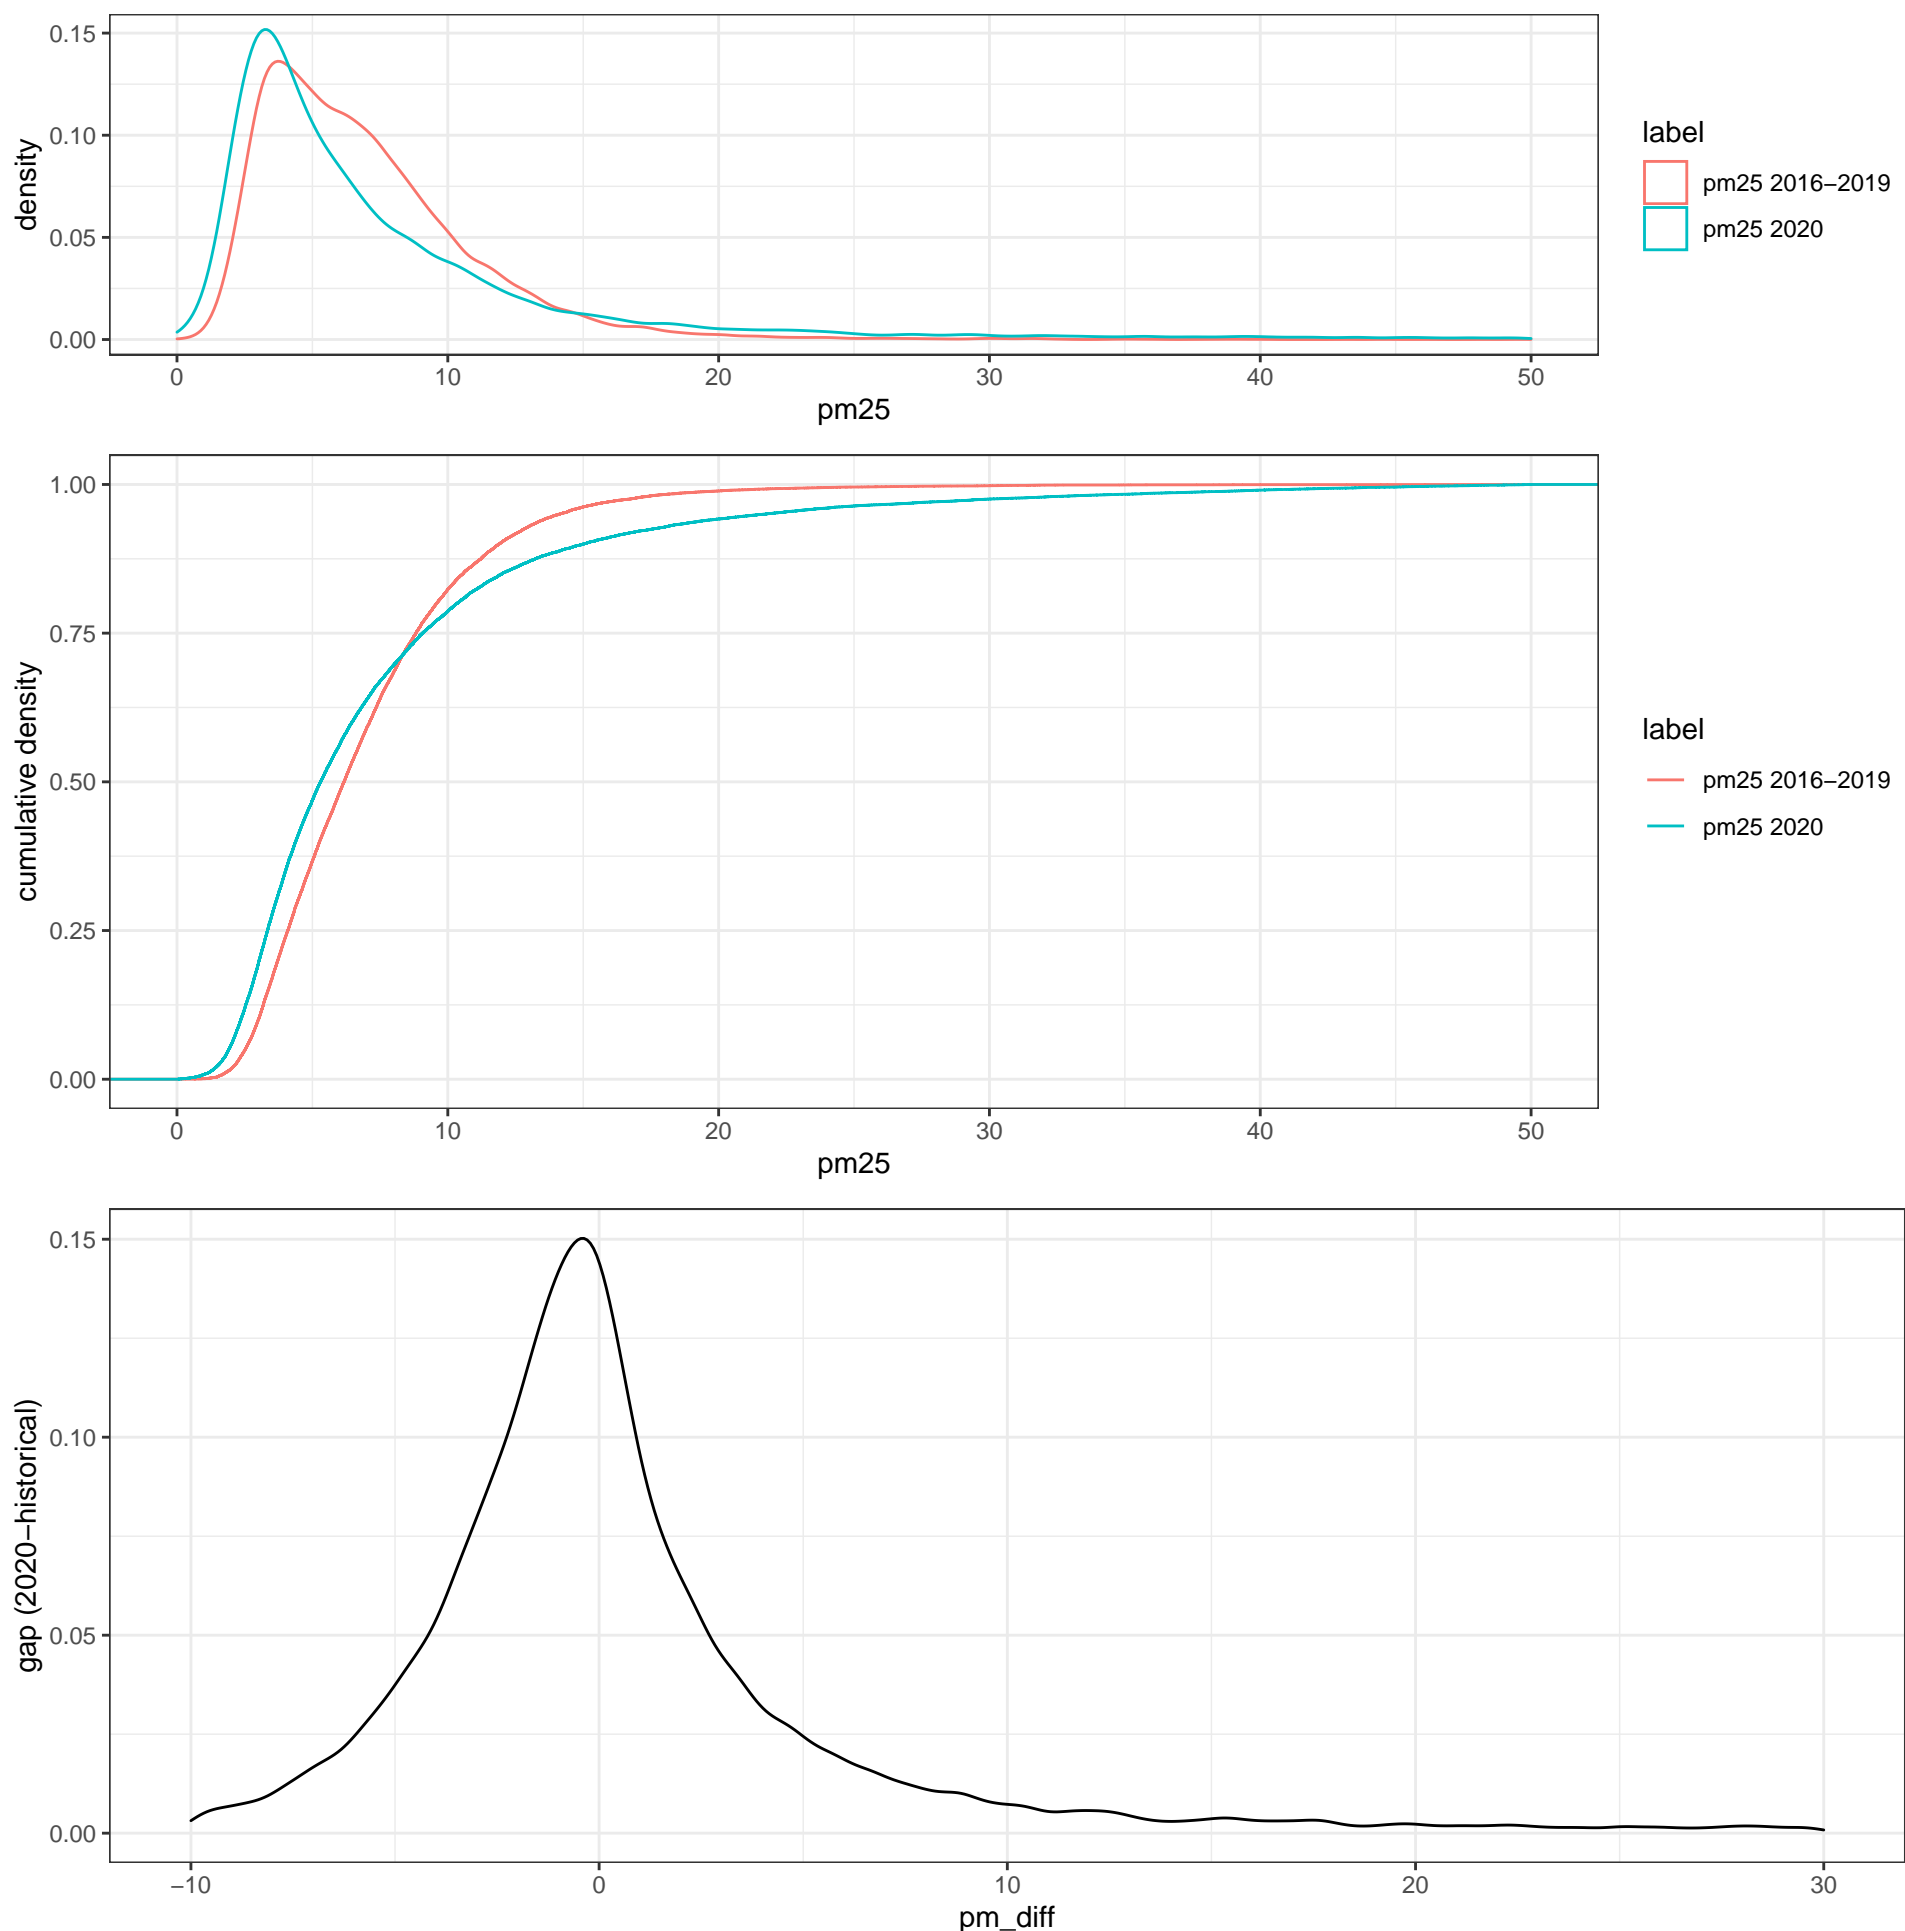 density
0.15
0.10
0.05
0.00
0 10 20 30 40 50
pm25
label
pm25 2016−2019
pm25 2020
cumulative density
1.00
0.75
0.50
0.25
0.00
0 10 20 30 40 50
pm25
label
pm25 2016−2019
pm25 2020
gap (2020−historical)
0.15
0.10
0.05
0.00
−10 0 10 20 30
pm_diff